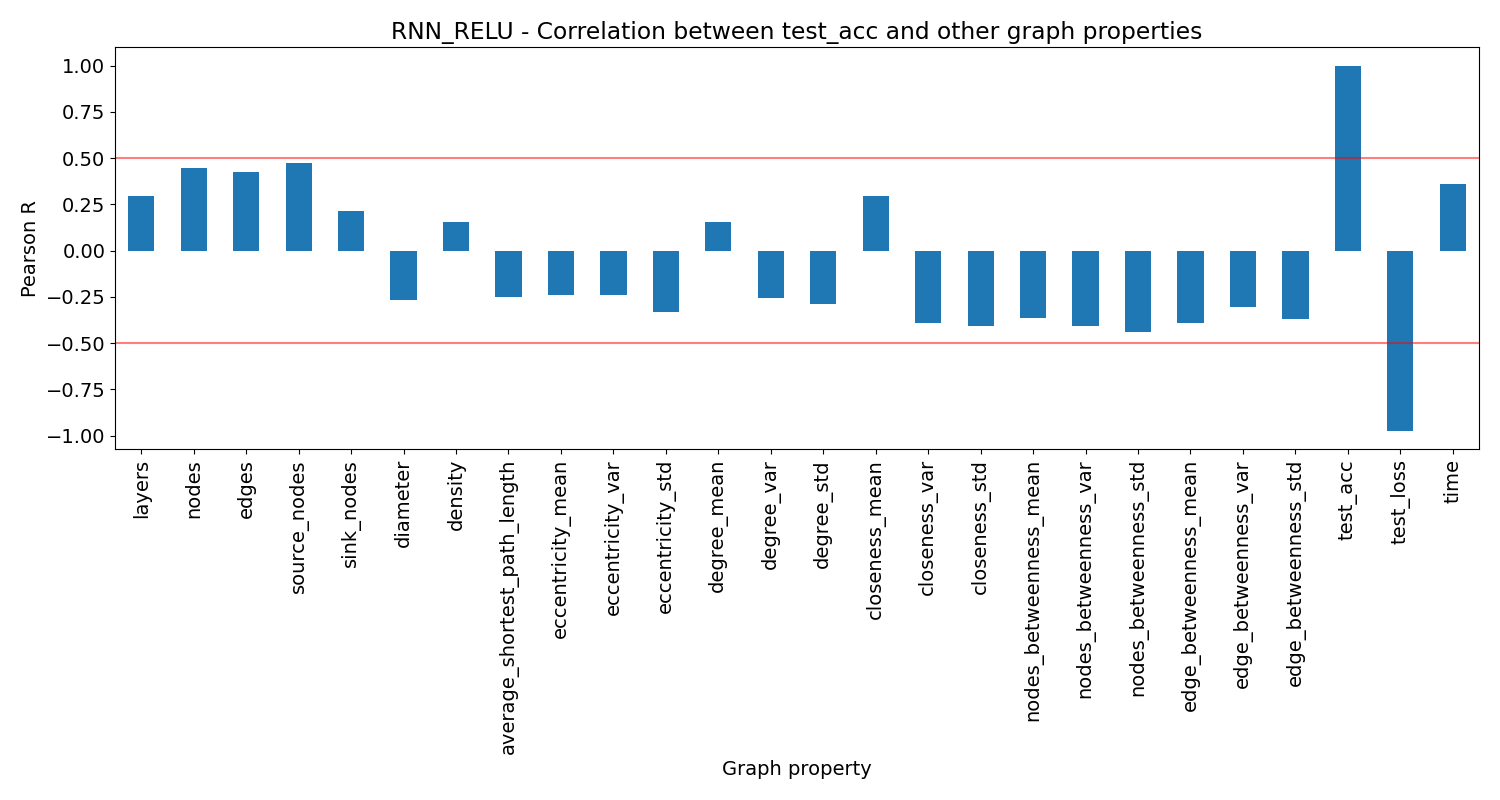 RNN_RELU - Correlation between test_acc and other graph properties
1.00
0.75
0.50
0.25
0.00
−0.25
−0.50
−0.75
−1.00
Pearson R
layers
nodes
edges
source_nodes
sink_nodes
diameter
density
average_shortest_path_length
eccentricity_mean
eccentricity_var
eccentricity_std
degree_mean
degree_var
degree_std
closeness_mean
closeness_var
closeness_std
nodes_betweenness_mean
nodes_betweenness_var
nodes_betweenness_std
edge_betweenness_mean
edge_betweenness_var
edge_betweenness_std
test_acc
test_loss
time
Graph property